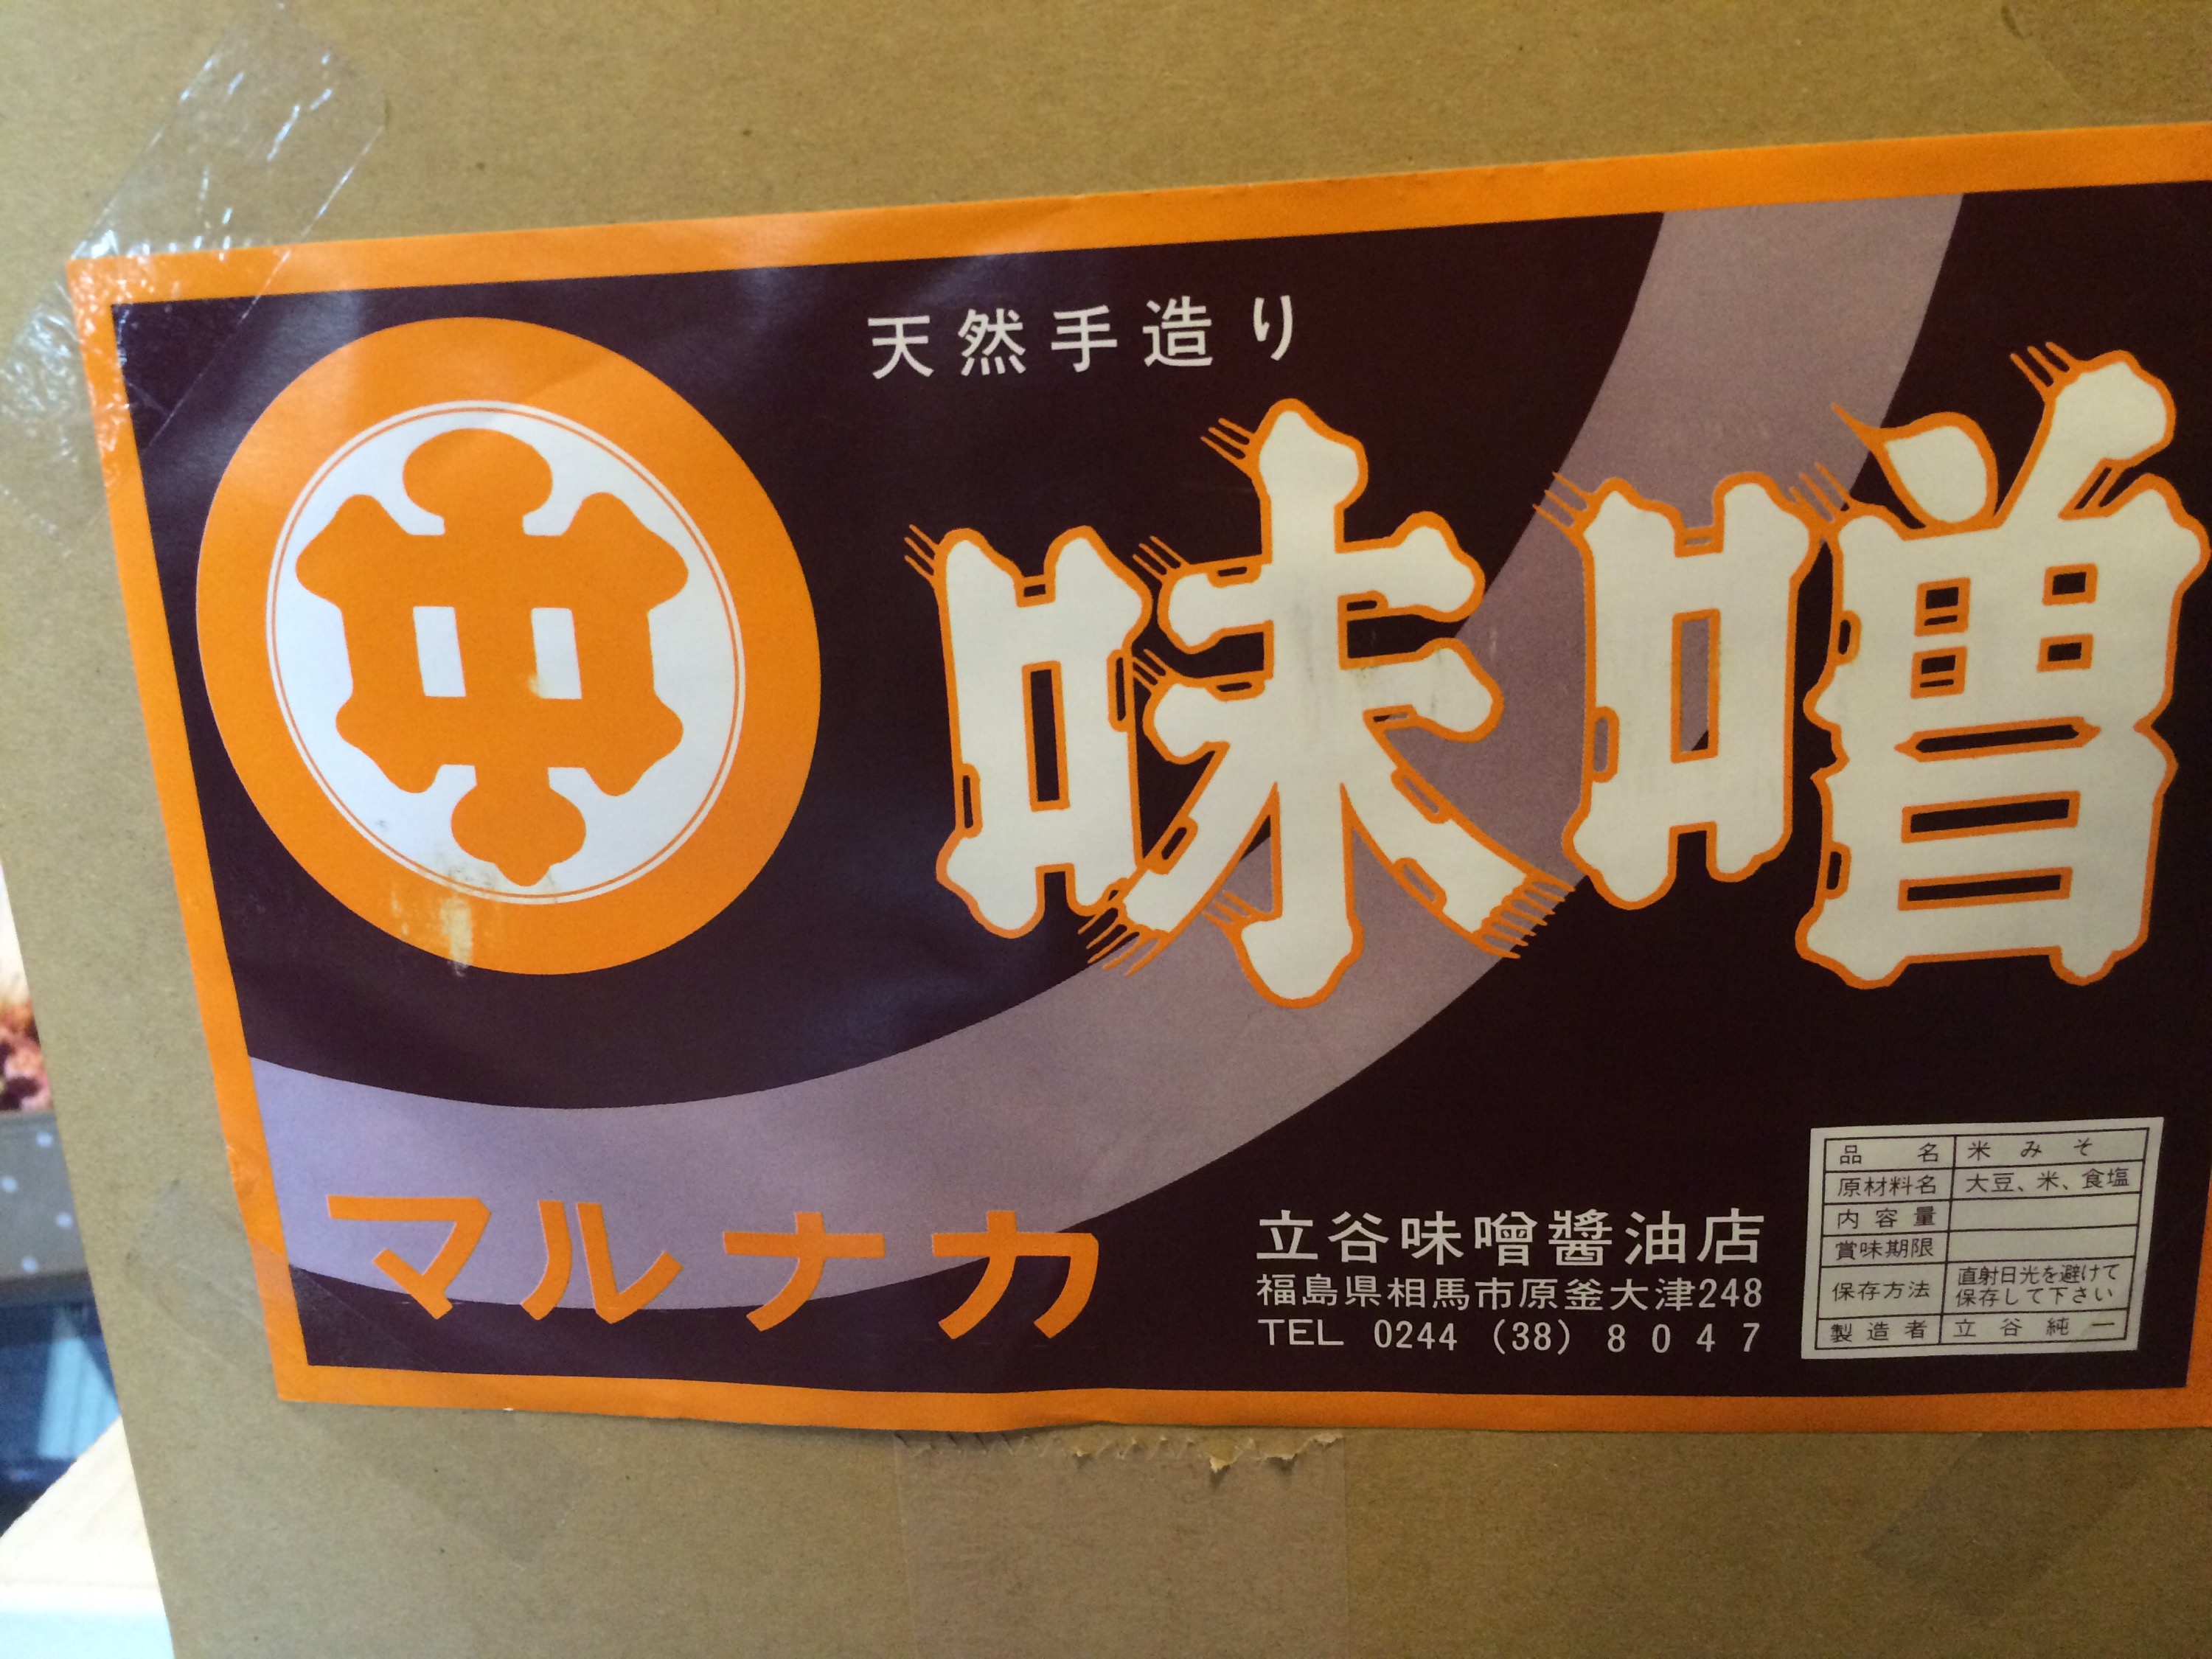 天然手造り
中
味噌
マルナカ
立谷味噌醬油店
福島県相馬市原釜大津248
TEL 0244 (38) 8047
品名 米みそ
原材料名 大豆、米、食塩
内容量
賞味期限
保存方法 直射日光を避けて
保存して下さい
製造者 立谷純一